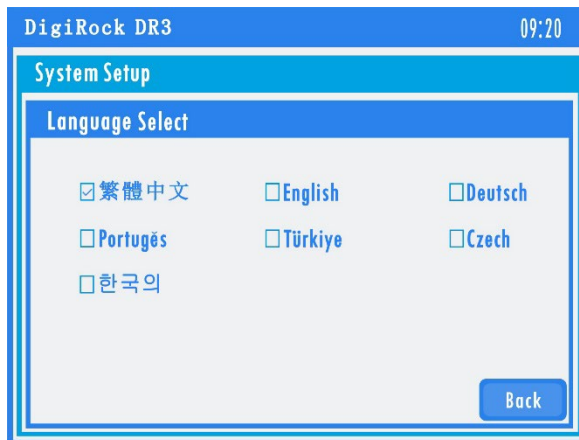 DigiRock DR3 09:20
System Setup
Language Select
繁體中文 English Deutsch
Portugĕs Türkiye Czech
한국의
Back